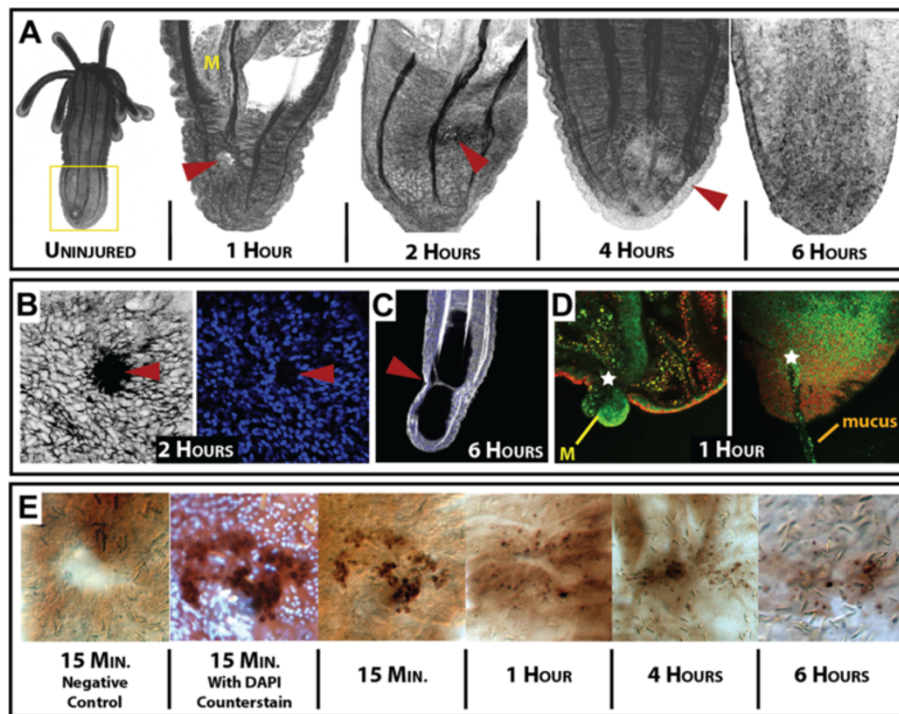 A
M
UNINJURED
1 HOUR
2 HOURS
4 HOURS
6 HOURS
B
2 HOURS
C
6 HOURS
D
M
mucus
1 HOUR
E
15 MIN.
Negative
Control
15 MIN.
With DAPI
Counterstain
15 MIN.
1 HOUR
4 HOURS
6 HOURS